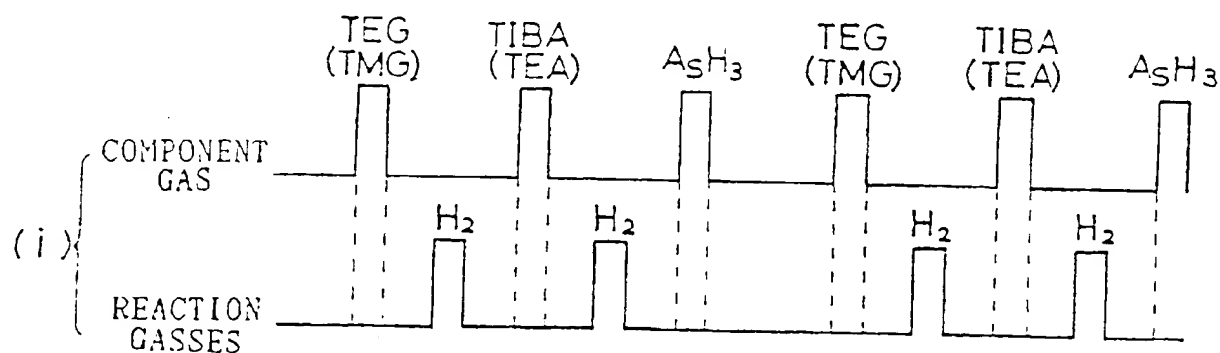 TEG TIBA AsH3 TEG TIBA AsH3
(TMG) (TEA) (TMG) (TEA)
COMPONENT
GAS
H2 H2 H2 H2
(i)
REACTION
GASSES